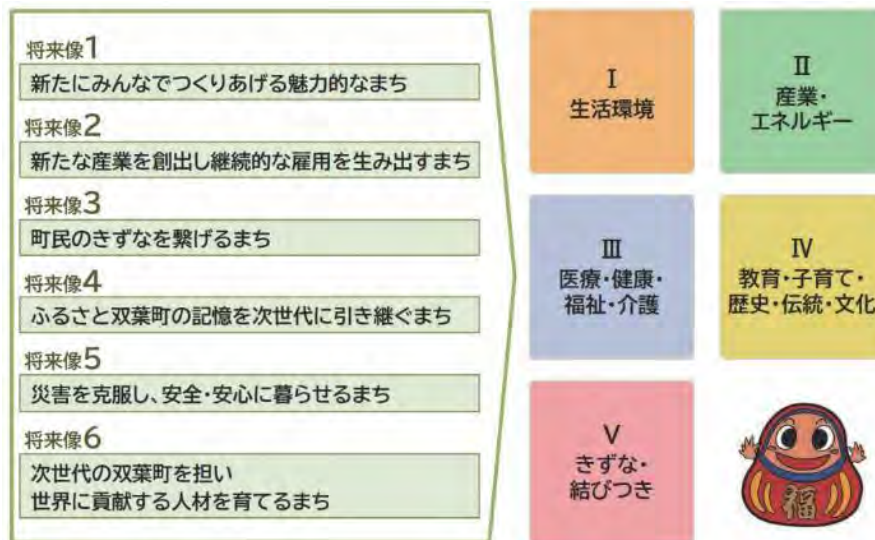 将来像1
新たにみんなでつくりあげる魅力的なまち
将来像2
新たな産業を創出し継続的な雇用を生み出すまち
将来像3
町民のきずなを繋げるまち
将来像4
ふるさと双葉町の記憶を次世代に引き継ぐまち
将来像5
災害を克服し、安全・安心に暮らせるまち
将来像6
次世代の双葉町を担い
世界に貢献する人材を育てるまち
Ⅰ
生活環境
Ⅱ
産業・
エネルギー
Ⅲ
医療・健康・
福祉・介護
Ⅳ
教育・子育て・
歴史・伝統・文化
Ⅴ
きずな・
結びつき
福